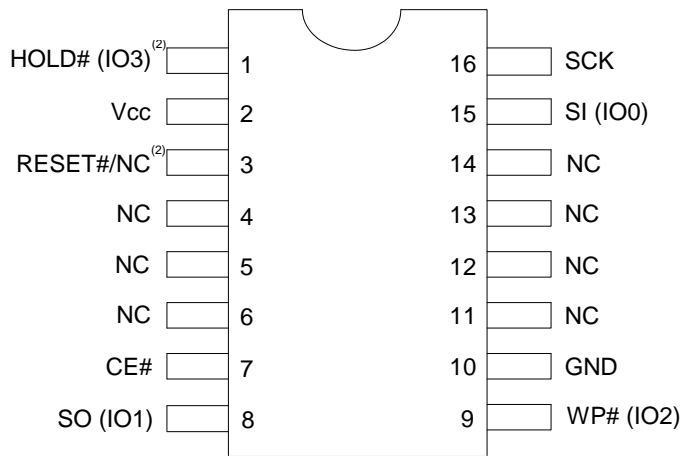 HOLD# (IO3)(2) 1 16 SCK
Vcc 2 15 SI (IO0)
RESET#/NC(2) 3 14 NC
NC 4 13 NC
NC 5 12 NC
NC 6 11 NC
CE# 7 10 GND
SO (IO1) 8 9 WP# (IO2)